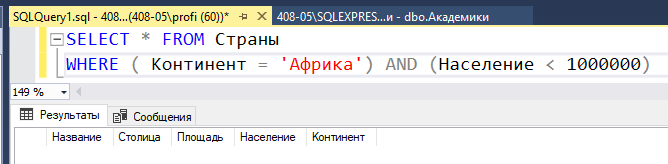 SQLQuery1.sql - 408...(408-05\profi (60))* 408-05\SQLEXPRES...и - dbo.Академики
SELECT * FROM Страны
WHERE ( Континент = 'Африка') AND (Население < 1000000)
149 %
Результаты Сообщения
Название Столица Площадь Население Континент